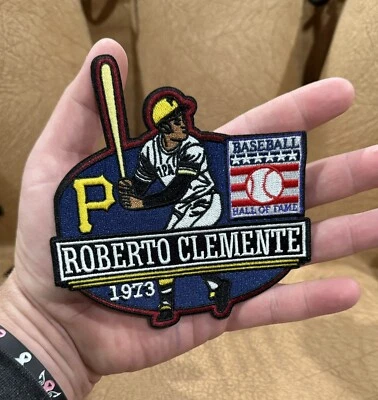 P
BASEBALL
HALL OF FAME
ROBERTO CLEMENTE
1973